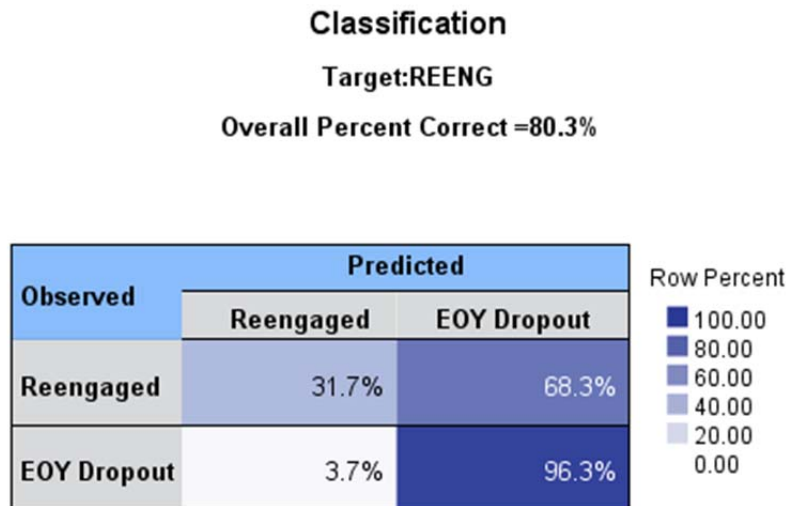 Classification
Target:REENG
Overall Percent Correct =80.3%
Observed
Predicted
Reengaged EOY Dropout
Reengaged 31.7% 68.3%
EOY Dropout 3.7% 96.3%
Row Percent
100.00
80.00
60.00
40.00
20.00
0.00